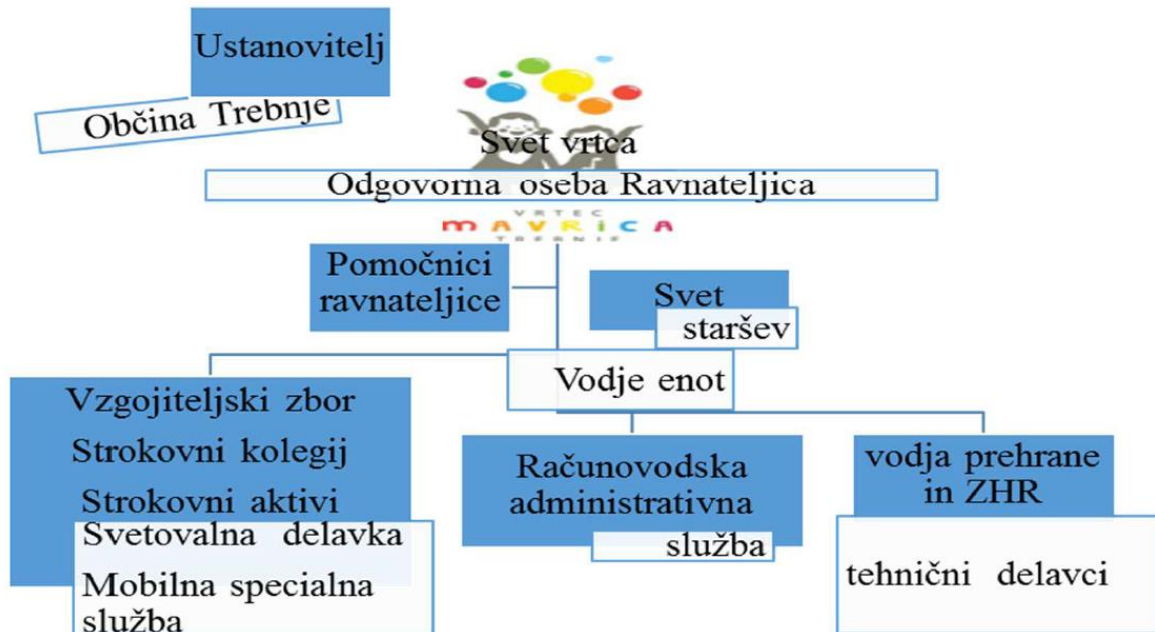 Ustanovitelj
Občina Trebnje
Svet vrtca
Odgovorna oseba Ravnateljica
VRTEC
MAVRiCA
TREBNJE
Pomočnici
ravnateljice
Svet
staršev
Vodje enot
Vzgojiteljski zbor
Strokovni kolegij
Strokovni aktivi
Svetovalna delavka
Mobilna specialna
služba
Računovodska
administrativna
služba
vodja prehrane
in ZHR
tehnični delavci